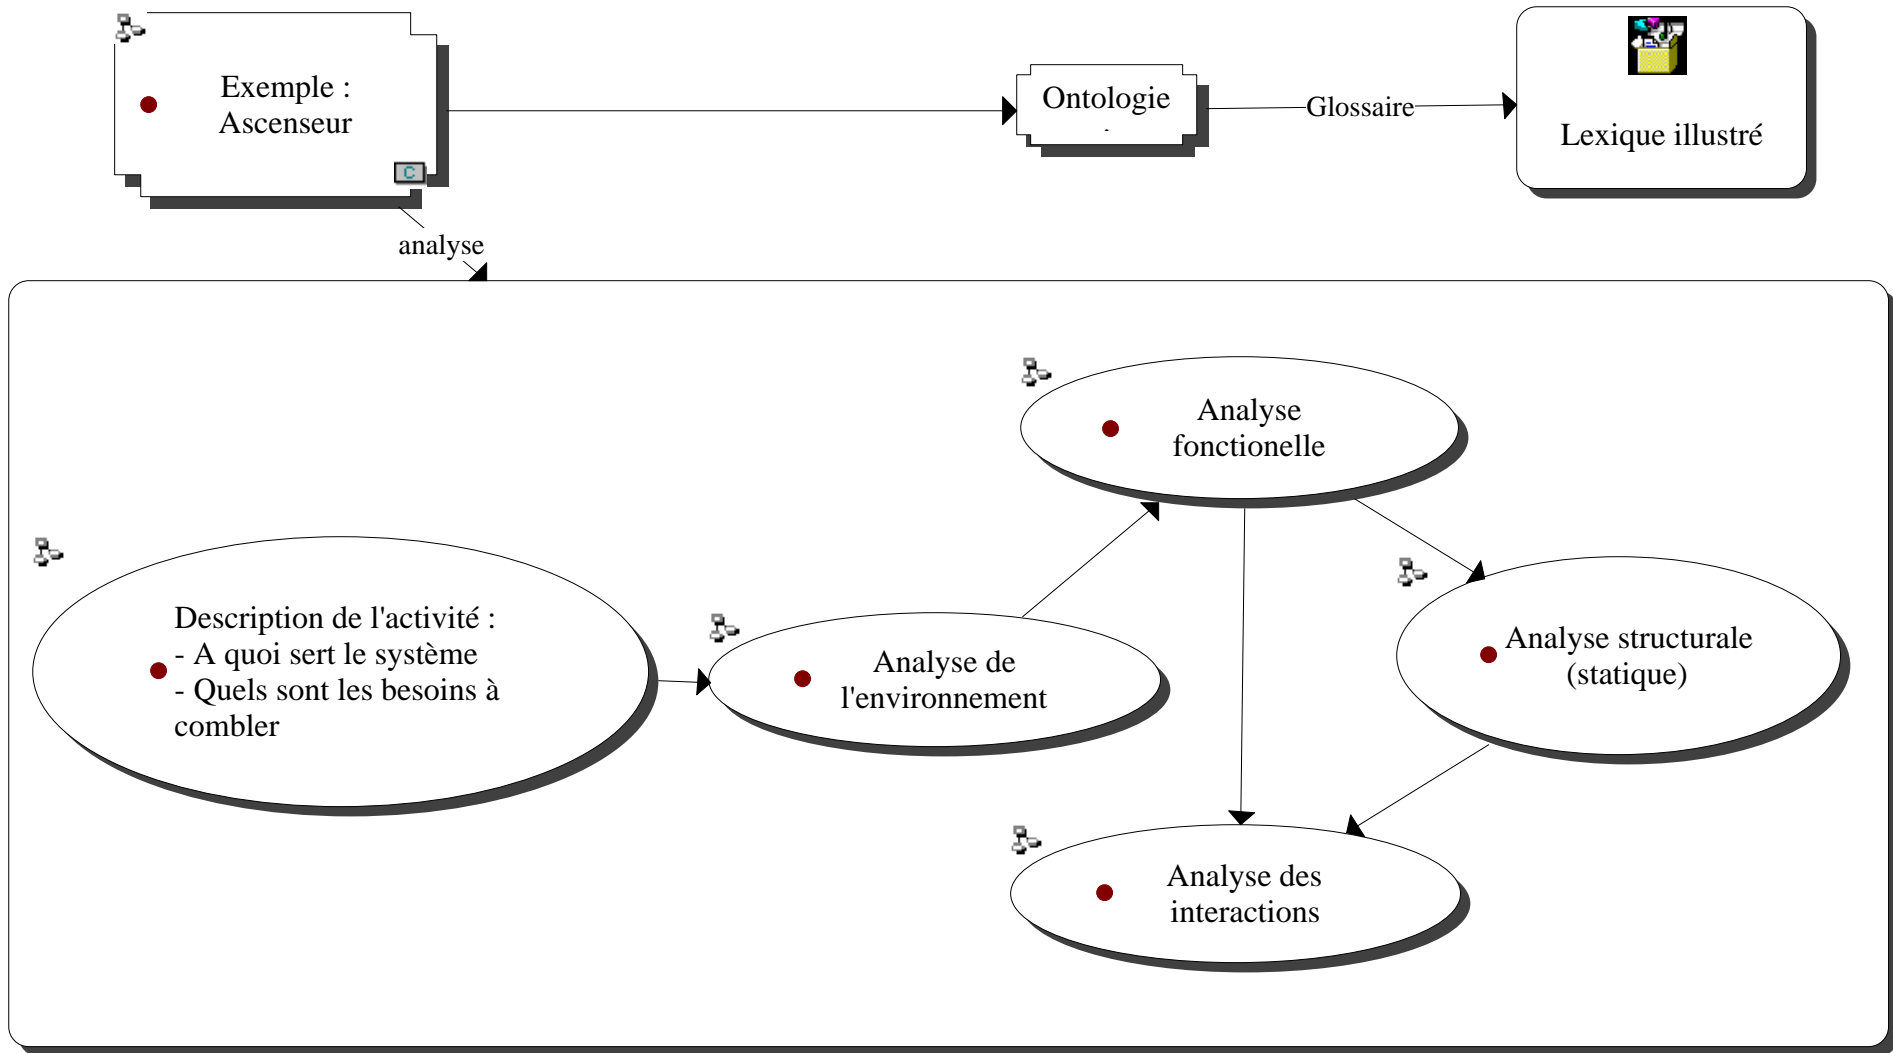 Exemple :
Ascenseur
C
Ontologie
Glossaire
Lexique illustré
analyse
Analyse
fonctionelle
Description de l'activité :
- A quoi sert le système
- Quels sont les besoins à
combler
Analyse de
l'environnement
Analyse structurale
(statique)
Analyse des
interactions